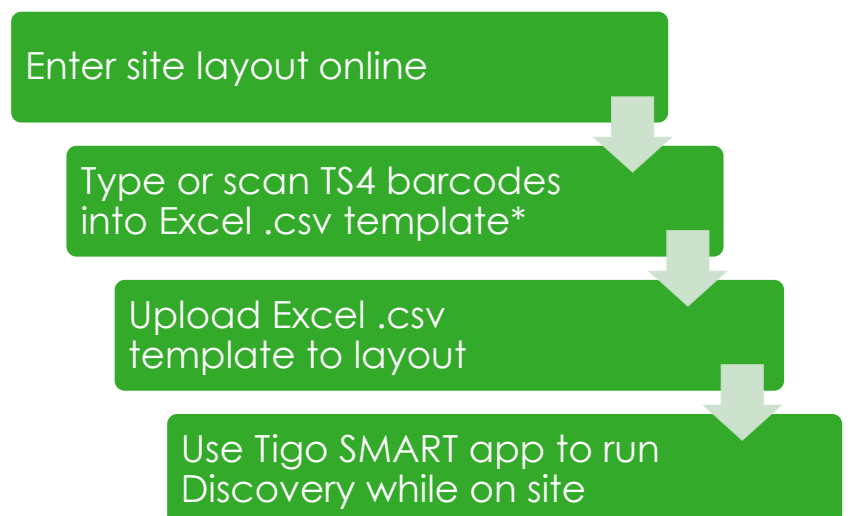 Enter site layout online
Type or scan TS4 barcodes
into Excel .csv template*
Upload Excel .csv
template to layout
Use Tigo SMART app to run
Discovery while on site